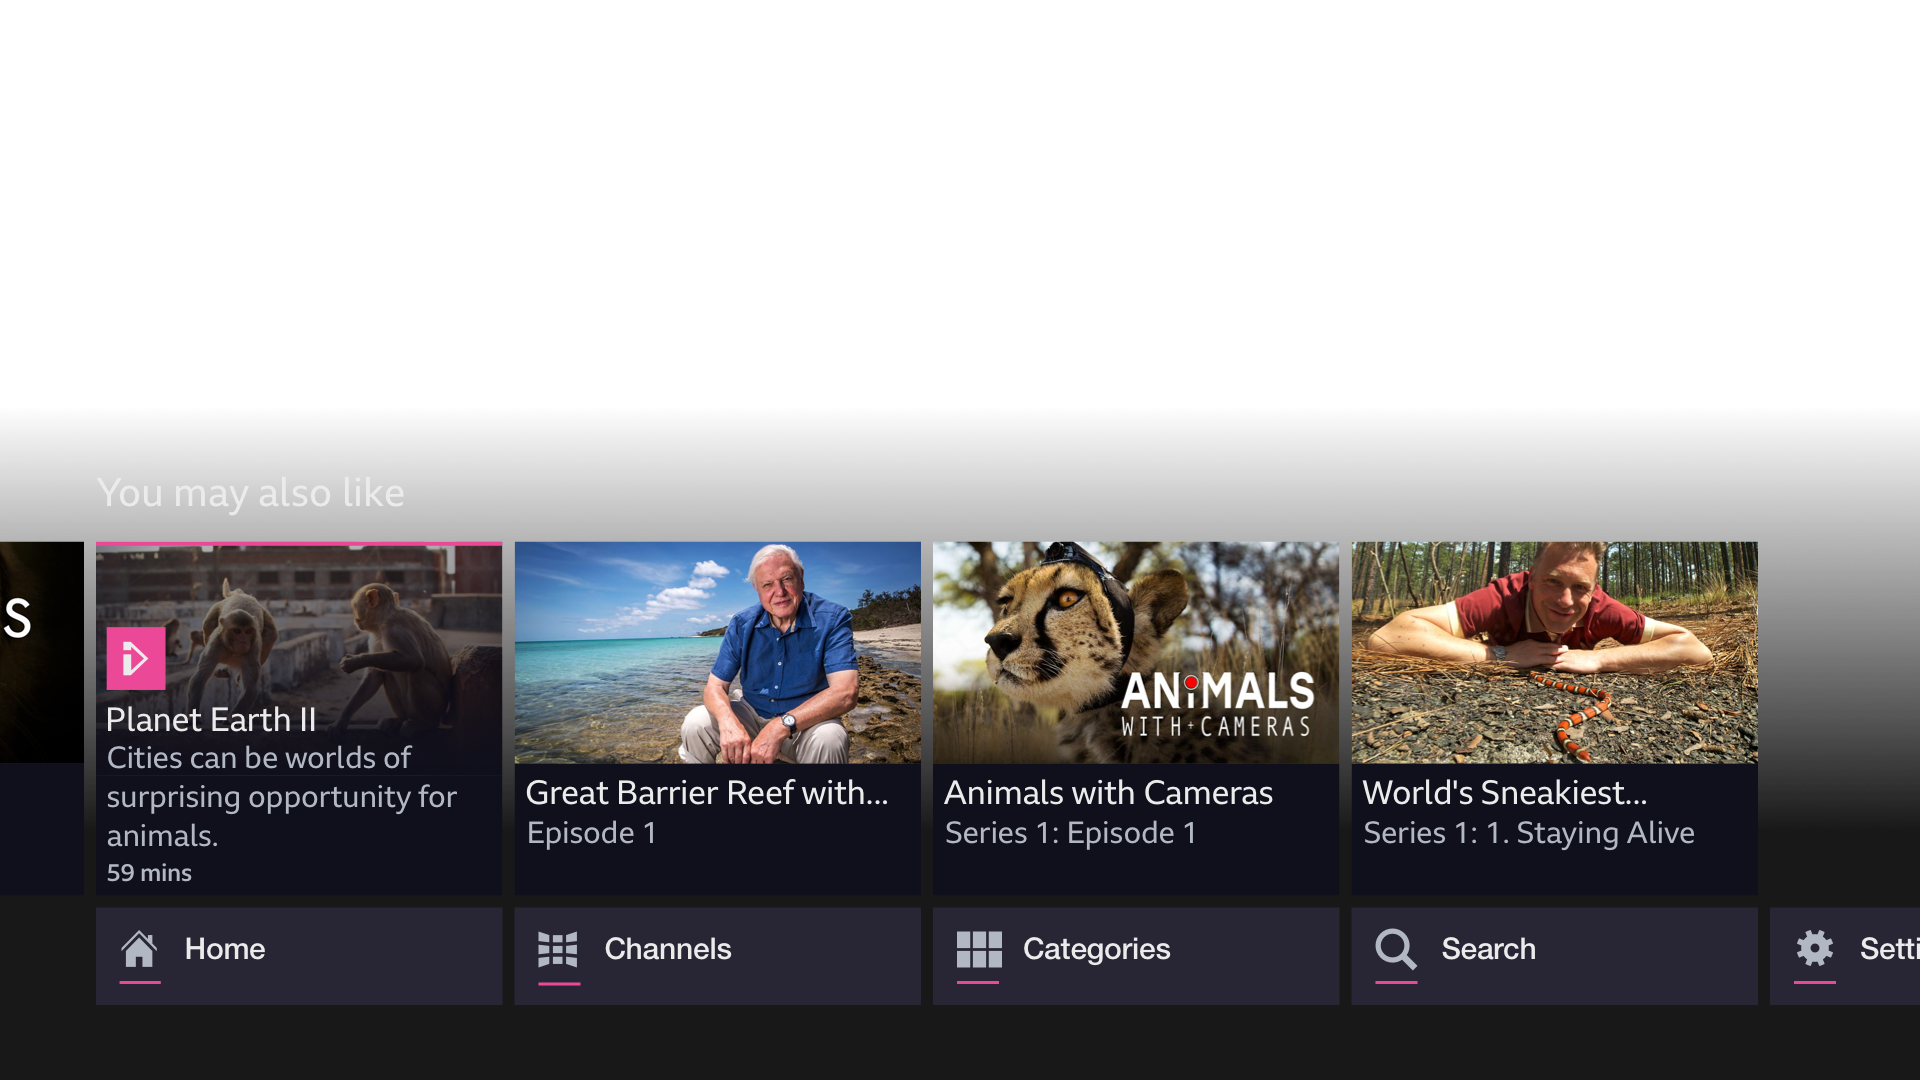 You may also like
S
Planet Earth II
Cities can be worlds of
surprising opportunity for
animals.
59 mins
ANiMALS
WITH+CAMERAS
Great Barrier Reef with...
Episode 1
Animals with Cameras
Series 1: Episode 1
World's Sneakiest...
Series 1: 1. Staying Alive
Home
Channels
Categories
Search
Setti